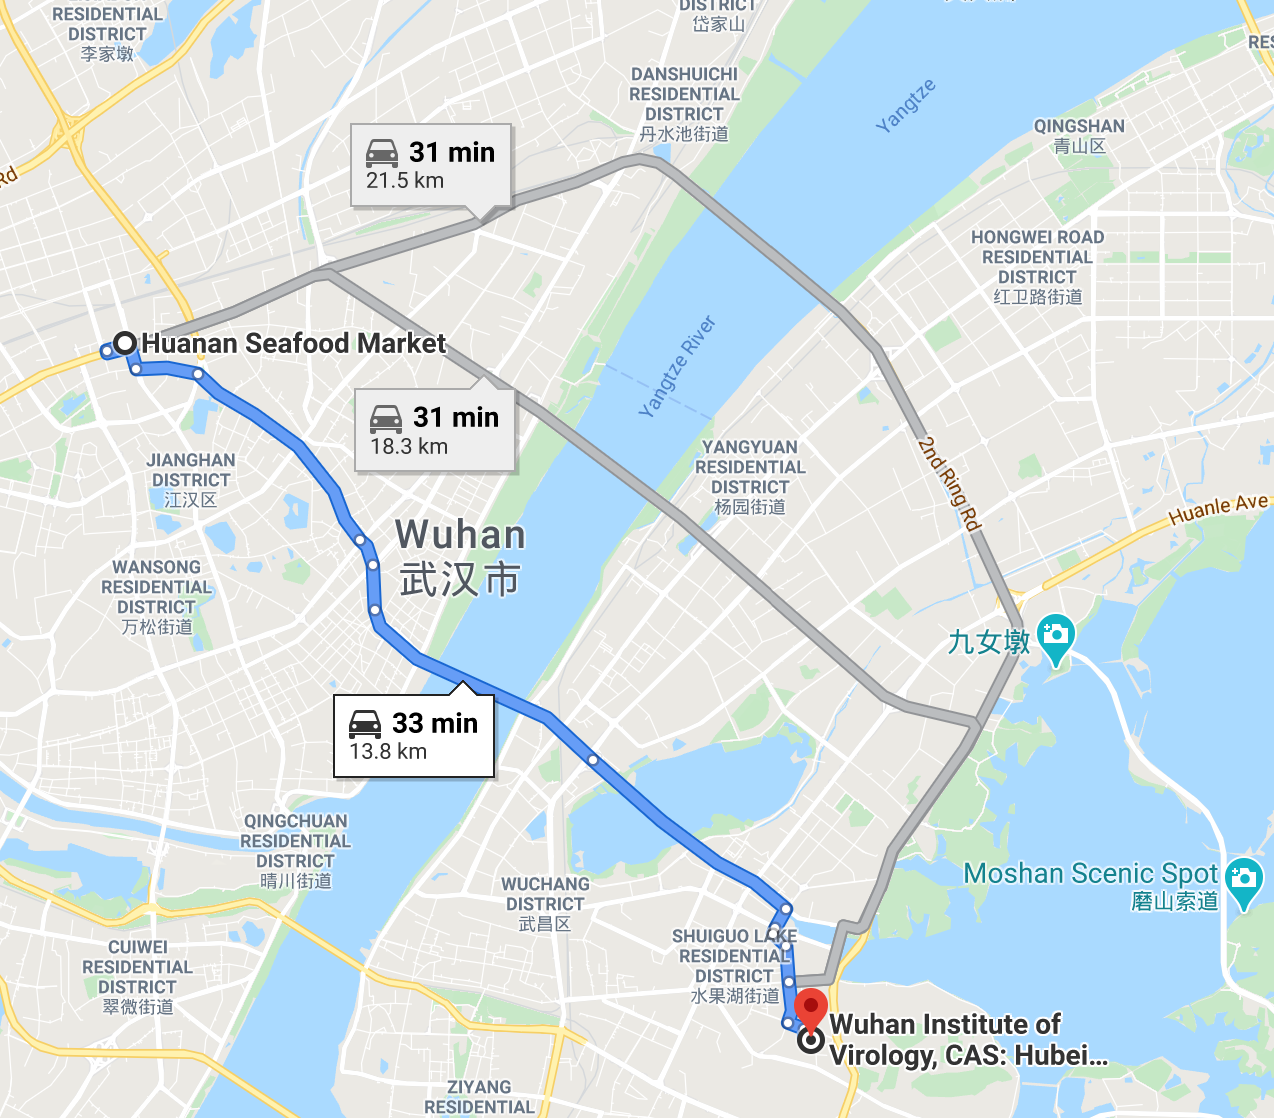 RESIDENTIAL
DISTRICT
李家墩
DISTRICT
岱家山
RES
DANSHUICHI
RESIDENTIAL
DISTRICT
丹水池街道
Yangtze
QINGSHAN
青山区
31 min
21.5 km
Rd
HONGWEI ROAD
RESIDENTIAL
DISTRICT
红卫路街道
Huanan Seafood Market
Yangtze River
31 min
18.3 km
JIANGHAN
DISTRICT
江汉区
YANGYUAN
RESIDENTIAL
DISTRICT
杨园街道
2nd Ring Rd
Huanle Ave
Wuhan
武汉市
WANSONG
RESIDENTIAL
DISTRICT
万松街道
九女墩
33 min
13.8 km
QINGCHUAN
RESIDENTIAL
DISTRICT
晴川街道
WUCHANG
DISTRICT
武昌区
Moshan Scenic Spot
磨山索道
CUIWEI
RESIDENTIAL
DISTRICT
翠微街道
SHUIGUO LAKE
RESIDENTIAL
DISTRICT
水果湖街道
Wuhan Institute of
Virology, CAS: Hubei...
ZIYANG
RESIDENTIAL